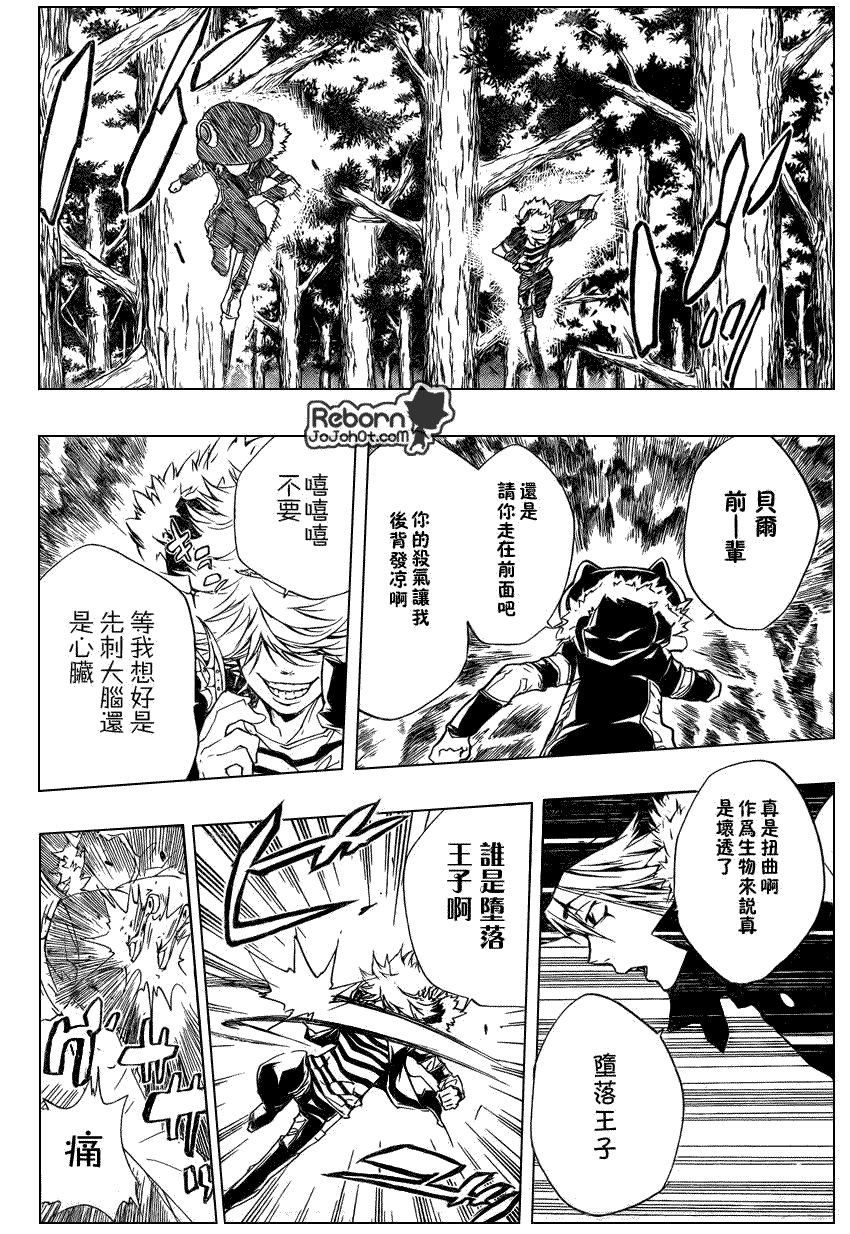 Reborn
JoJoHOt.com
貝爾
前—輩
還是
請你走在前面吧
你的殺氣讓我
後背發凉啊
嘻嘻嘻
不要
等我想好是
先刺大腦還
是心臟
真是扭曲啊
作爲生物來說真
是壞透了
墮落王子
誰是墮落
王子啊
痛